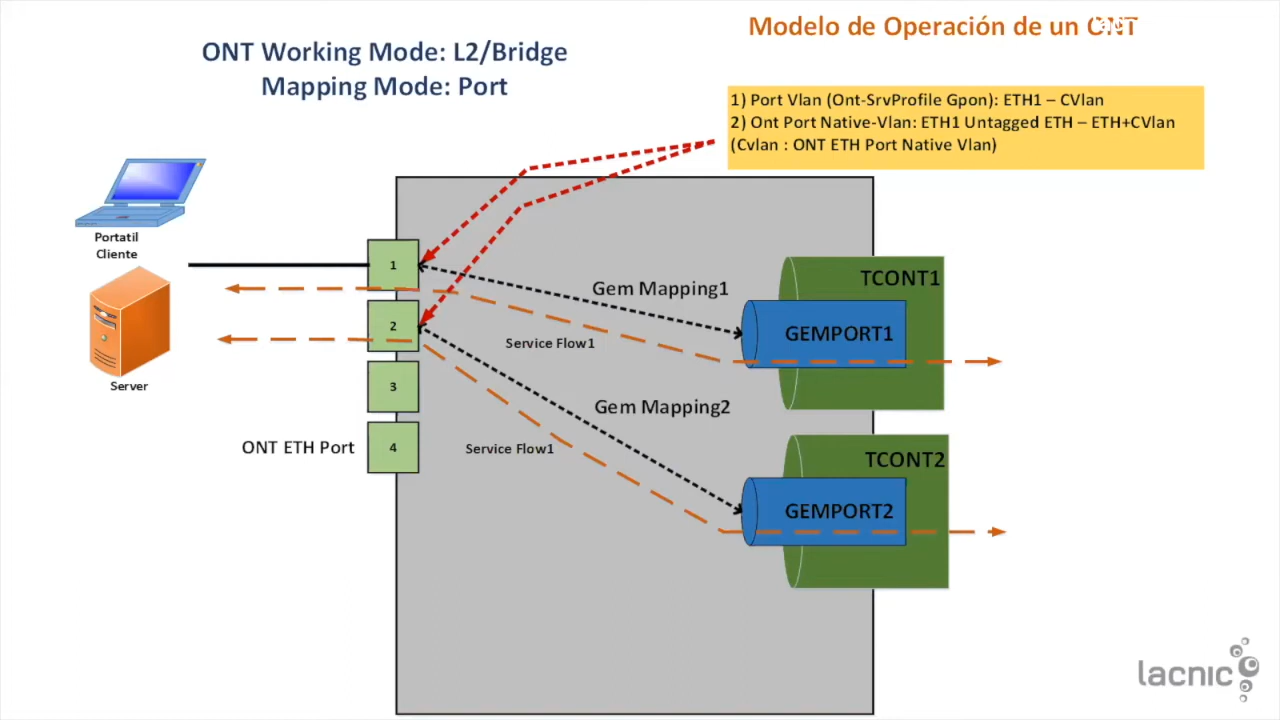 Modelo de Operación de un ONT
ONT Working Mode: L2/Bridge
Mapping Mode: Port
1) Port Vlan (Ont-SrvProfile Gpon): ETH1 – CVlan
2) Ont Port Native-Vlan: ETH1 Untagged ETH – ETH+CVlan
(Cvlan : ONT ETH Port Native Vlan)
Portatil
Cliente
Server
1
2
3
4
ONT ETH Port
Gem Mapping1
Service Flow1
Gem Mapping2
Service Flow1
TCONT1
GEMPORT1
TCONT2
GEMPORT2
lacnic